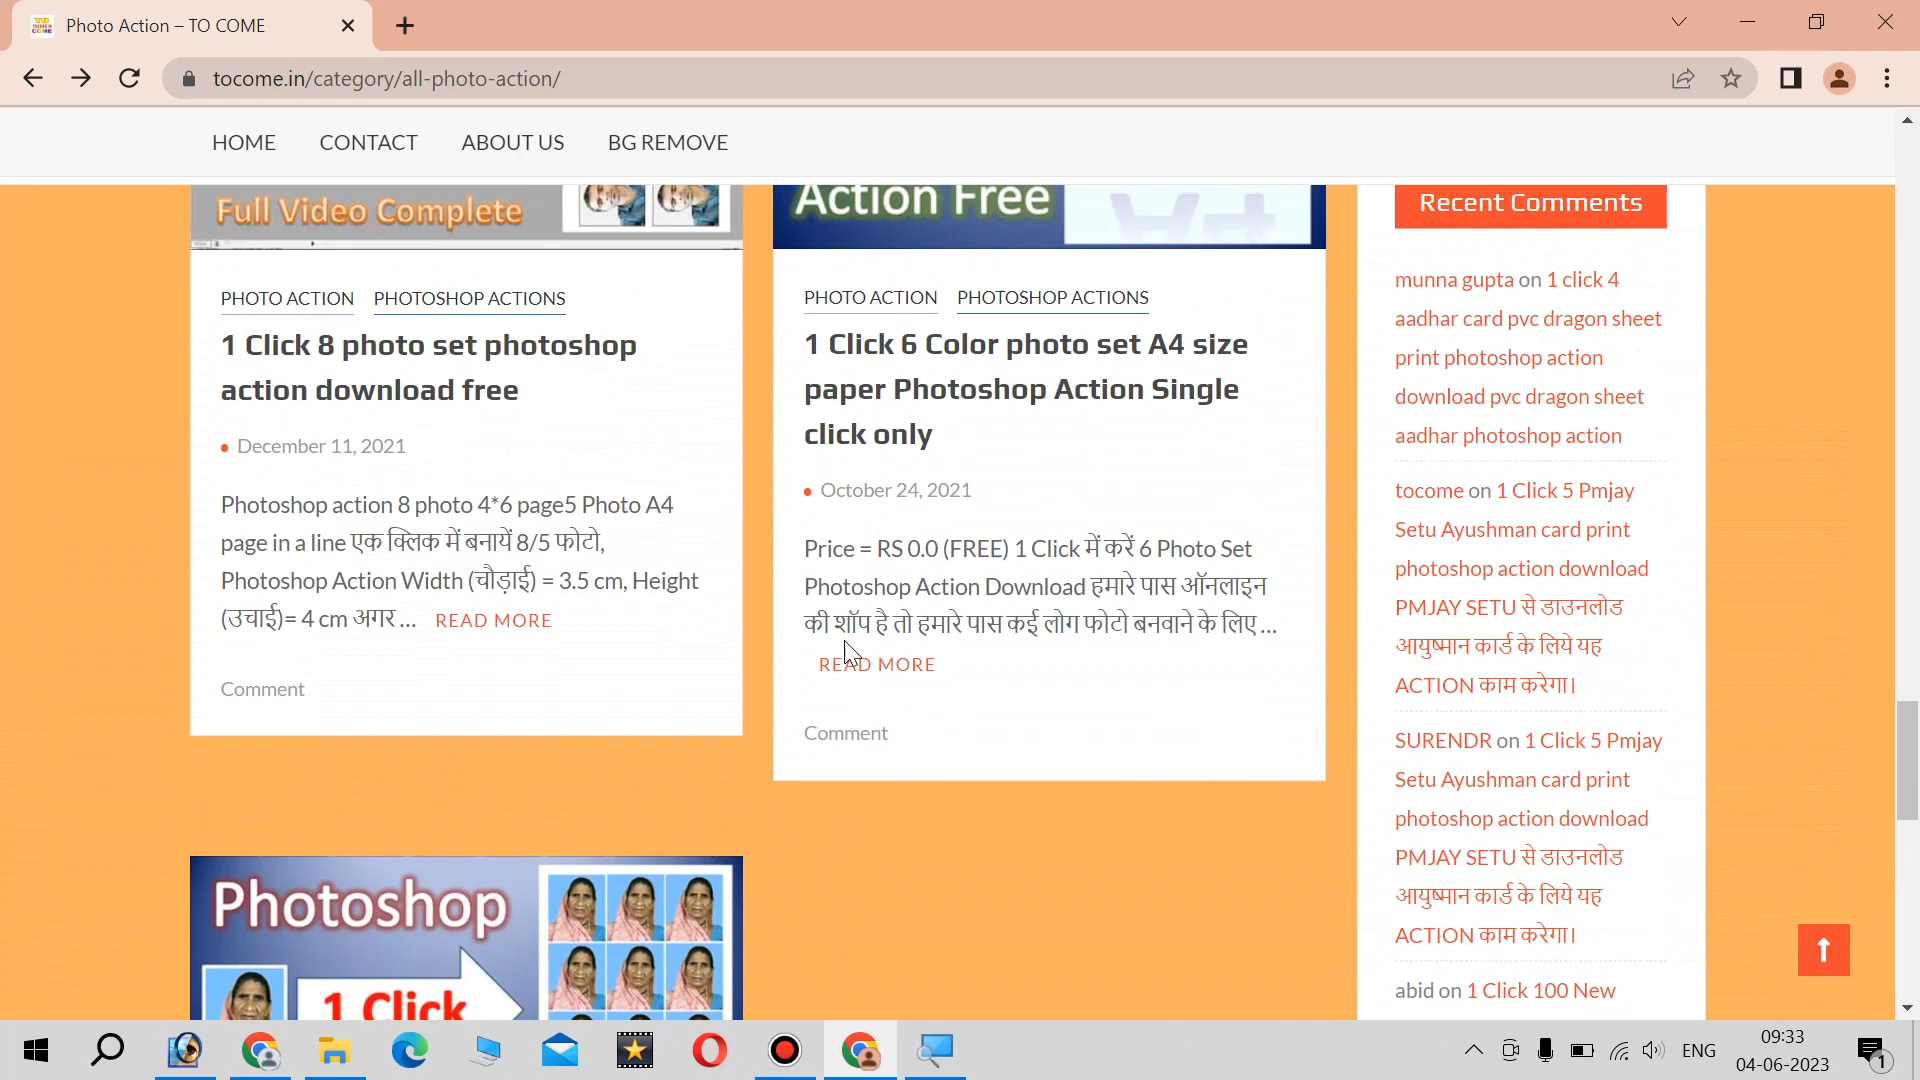 Photo Action – TO COME
tocome.in/category/all-photo-action/
HOME CONTACT ABOUT US BG REMOVE
Full Video Complete
PHOTO ACTION PHOTOSHOP ACTIONS
1 Click 8 photo set photoshop
action download free
December 11, 2021
Photoshop action 8 photo 4*6 page5 Photo A4
page in a line एक क्लिक में बनायें 8/5 फोटो,
Photoshop Action Width (चौड़ाई) = 3.5 cm, Height
(उचाई)= 4 cm अगर … READ MORE
Comment
Action Free
PHOTO ACTION PHOTOSHOP ACTIONS
1 Click 6 Color photo set A4 size
paper Photoshop Action Single
click only
October 24, 2021
Price = RS 0.0 (FREE) 1 Click में करें 6 Photo Set
Photoshop Action Download हमारे पास ऑनलाइन
की शॉप है तो हमारे पास कई लोग फोटो बनवाने के लिए …
READ MORE
Comment
Photoshop
1 Click
Recent Comments
munna gupta on 1 click 4
aadhar card pvc dragon sheet
print photoshop action
download pvc dragon sheet
aadhar photoshop action
tocome on 1 Click 5 Pmjay
Setu Ayushman card print
photoshop action download
PMJAY SETU से डाउनलोड
आयुष्मान कार्ड के लिये यह
ACTION काम करेगा।
SURENDR on 1 Click 5 Pmjay
Setu Ayushman card print
photoshop action download
PMJAY SETU से डाउनलोड
आयुष्मान कार्ड के लिये यह
ACTION काम करेगा।
abid on 1 Click 100 New
ENG
09:33
04-06-2023
1